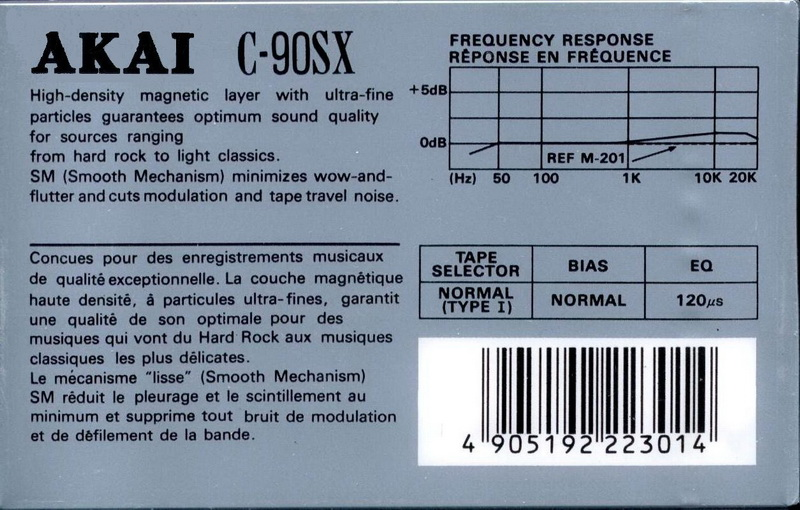 AKAI C-90SX
High-density magnetic layer with ultra-fine
particles guarantees optimum sound quality
for sources ranging
from hard rock to light classics.
SM (Smooth Mechanism) minimizes wow-and-
flutter and cuts modulation and tape travel noise.
Concues pour des enregistrements musicaux
de qualité exceptionnelle. La couche magnétique
haute densité, â particules ultra-fines, garantit
une qualité de son optimale pour des
musiques qui vont du Hard Rock aux musiques
classiques les plus délicates.
Le mécanisme "lisse" (Smooth Mechanism)
SM réduit le pleurage et le scintillement au
minimum et supprime tout bruit de modulation
et de défilement de la bande.
FREQUENCY RESPONSE
RÉPONSE EN FRÉQUENCE
+5dB
0dB
REF M-201
(Hz) 50 100 1K 10K 20K
TAPE SELECTOR BIAS EQ
NORMAL (TYPE I) NORMAL 120µs
4 905192 223014